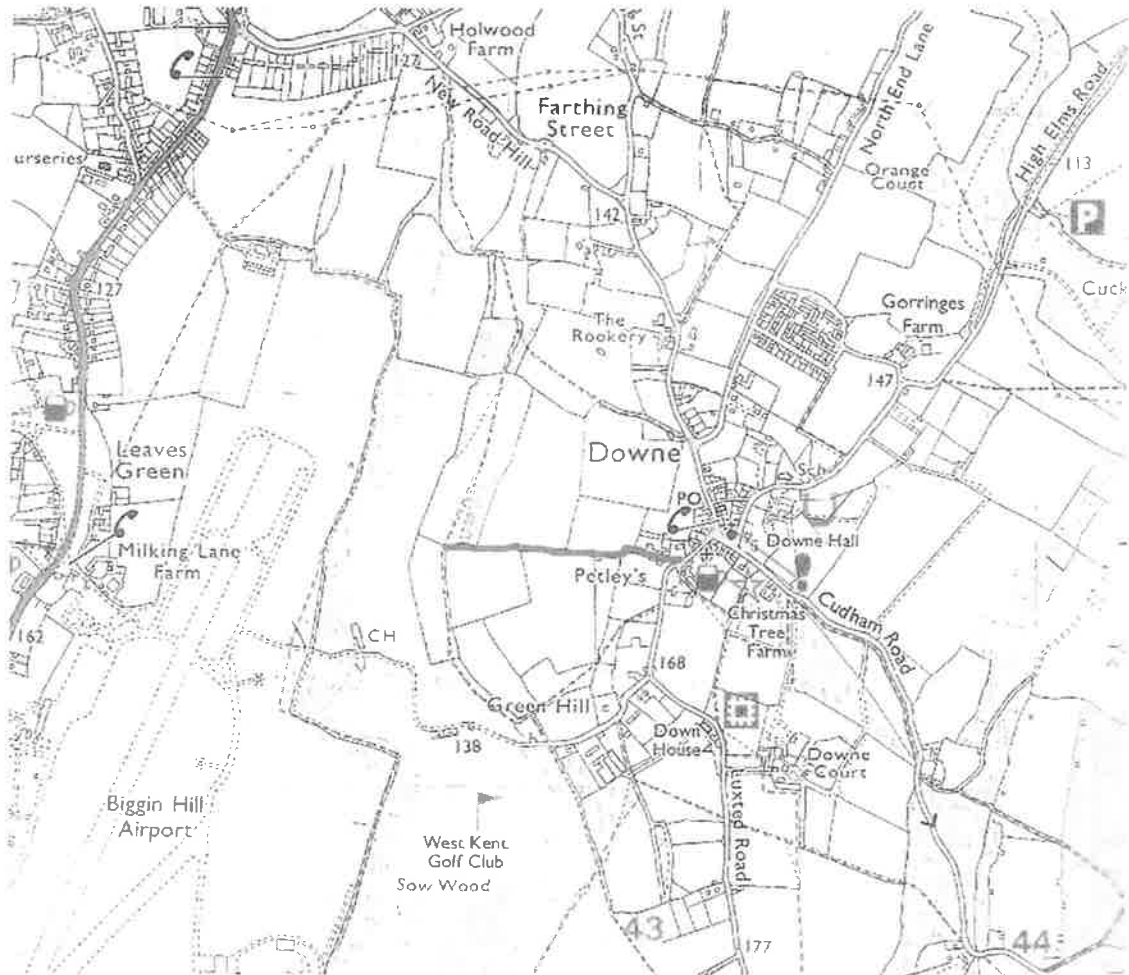 Holwood
Farm
127
New Road Hill
Farthing
Street
St
North End Lane
High Elms Road
113
P
urseries
Orange
Court
142
127
The
Rookery
Gorringes
Farm
Cuck
147
Leaves
Green
Downe
Sch
PO
Downe Hall
Milking Lane
Farm
Petley's
Christmas
Tree
Farm
Cudham Road
162
CH
168
Green Hill
138
Down
House
Downe
Court
Luxted Road
Biggin Hill
Airport
West Kent
Golf Club
Sow Wood
43
44
177